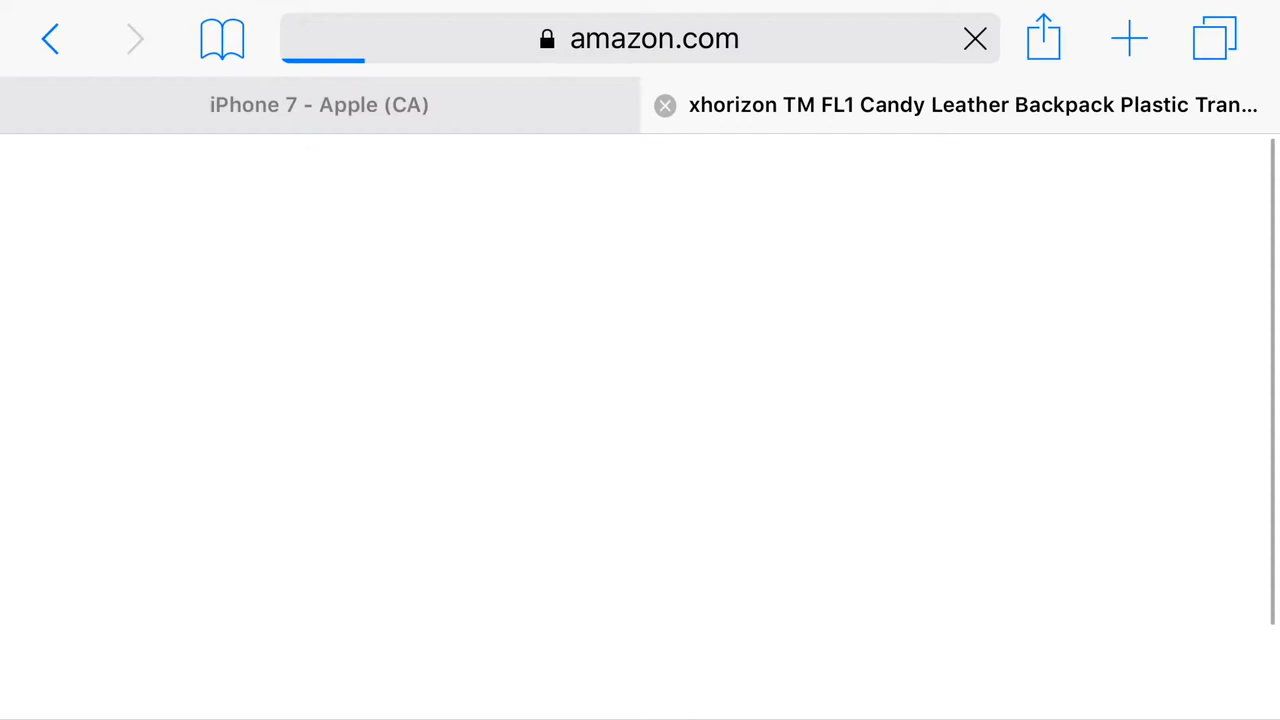 amazon.com
iPhone 7 - Apple (CA)
xhorizon TM FL1 Candy Leather Backpack Plastic Tran...